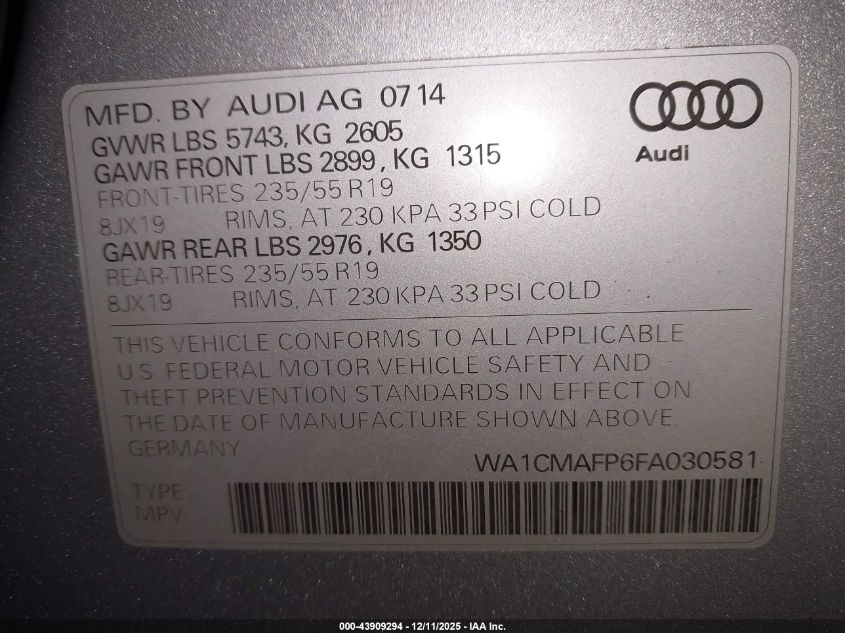 MFD. BY AUDI AG 0714
GVWR LBS 5743, KG 2605
GAWR FRONT LBS 2899, KG 1315
FRONT-TIRES 235/55 R19
8JX19 RIMS, AT 230 KPA 33 PSI COLD
GAWR REAR LBS 2976, KG 1350
REAR-TIRES 235/55 R19
8JX19 RIMS, AT 230 KPA 33 PSI COLD
Audi
THIS VEHICLE CONFORMS TO ALL APPLICABLE
U.S. FEDERAL MOTOR VEHICLE SAFETY AND
THEFT PREVENTION STANDARDS IN EFFECT ON
THE DATE OF MANUFACTURE SHOWN ABOVE.
GERMANY
WA1CMAFP6FA030581
TYPE
MPV
000-43909294 - 12/11/2025 - IAA Inc.